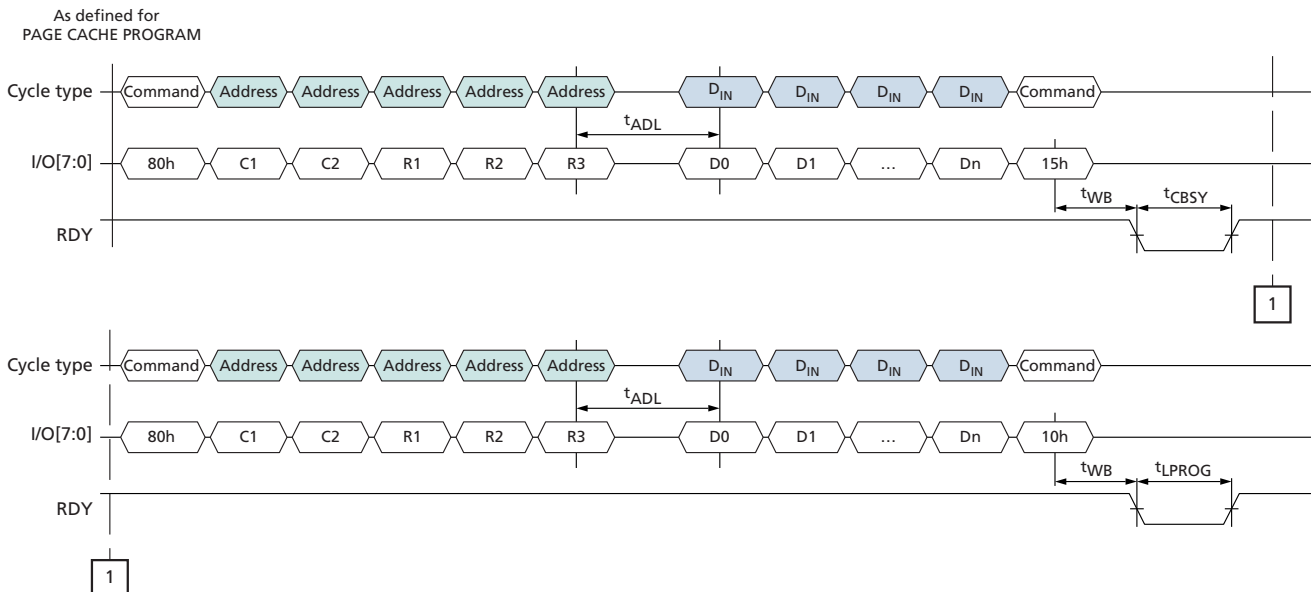 As defined for
PAGE CACHE PROGRAM
Cycle type Command Address Address Address Address Address DIN DIN DIN DIN Command
tADL
I/O[7:0] 80h C1 C2 R1 R2 R3 D0 D1 … Dn 15h
tWB tCBSY
RDY
1
Cycle type Command Address Address Address Address Address DIN DIN DIN DIN Command
tADL
I/O[7:0] 80h C1 C2 R1 R2 R3 D0 D1 … Dn 10h
tWB tLPROG
RDY
1